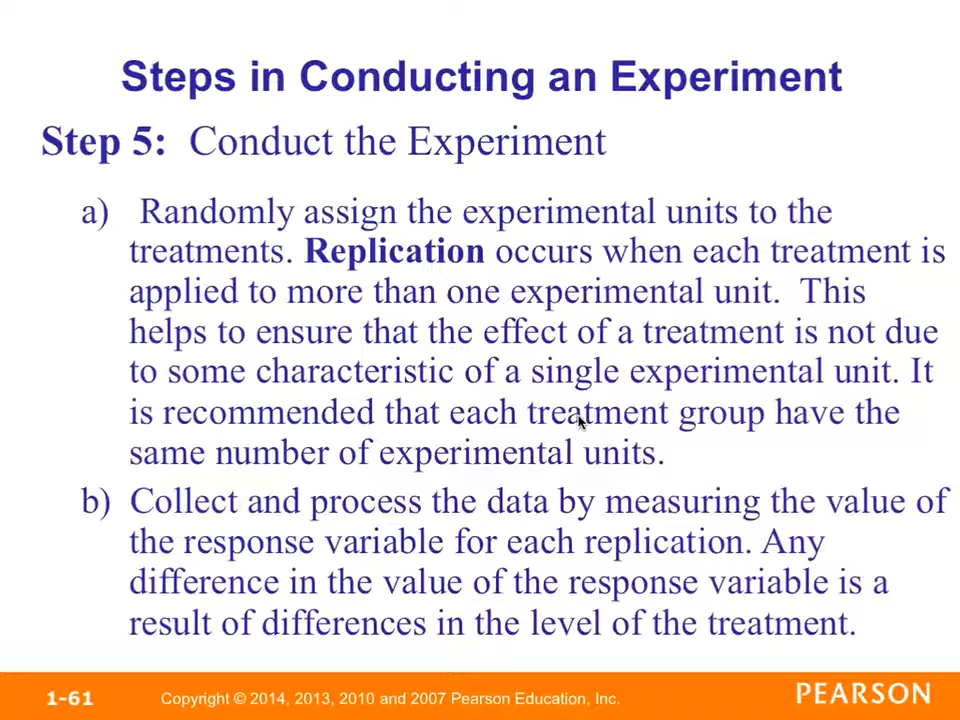 Steps in Conducting an Experiment
Step 5: Conduct the Experiment
a) Randomly assign the experimental units to the
treatments. Replication occurs when each treatment is
applied to more than one experimental unit. This
helps to ensure that the effect of a treatment is not due
to some characteristic of a single experimental unit. It
is recommended that each treatment group have the
same number of experimental units.
b) Collect and process the data by measuring the value of
the response variable for each replication. Any
difference in the value of the response variable is a
result of differences in the level of the treatment.
1-61 Copyright © 2014, 2013, 2010 and 2007 Pearson Education, Inc. PEARSON